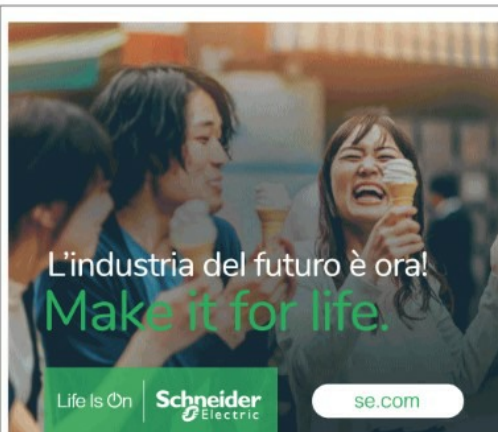 L'industria del futuro è ora!
Make it for life.
Life Is On
Schneider
Electric
se.com